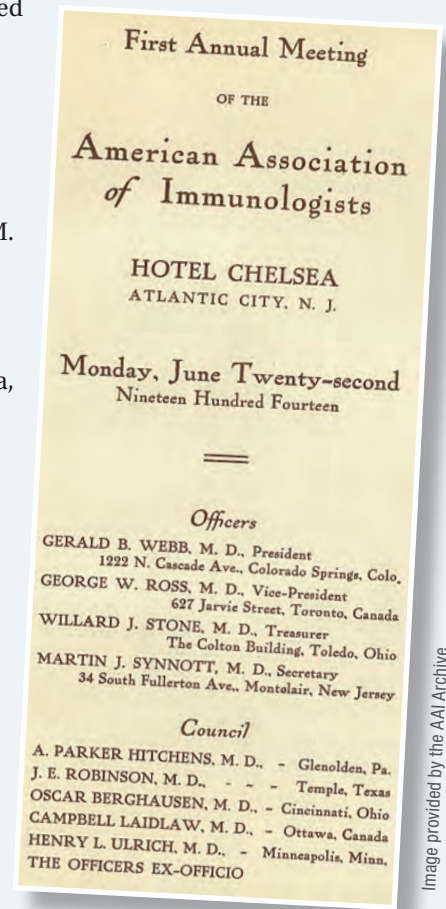 ed
M.
a,
First Annual Meeting
OF THE
American Association
of Immunologists
HOTEL CHELSEA
ATLANTIC CITY, N. J.
Monday, June Twenty-second
Nineteen Hundred Fourteen
Officers
GERALD B. WEBB, M. D., President
1222 N. Cascade Ave., Colorado Springs, Colo.
GEORGE W. ROSS, M. D., Vice-President
627 Jarvie Street, Toronto, Canada
WILLARD J. STONE, M. D., Treasurer
The Colton Building, Toledo, Ohio
MARTIN J. SYNNOTT, M. D., Secretary
34 South Fullerton Ave., Montclair, New Jersey
Council
A. PARKER HITCHENS, M. D., - Glenolden, Pa.
J. E. ROBINSON, M. D., - - - Temple, Texas
OSCAR BERGHAUSEN, M. D., - Cincinnati, Ohio
CAMPBELL LAIDLAW, M. D., - Ottawa, Canada
HENRY L. ULRICH, M. D., - Minneapolis, Minn.
THE OFFICERS EX-OFFICIO
Image provided by the AAI Archive